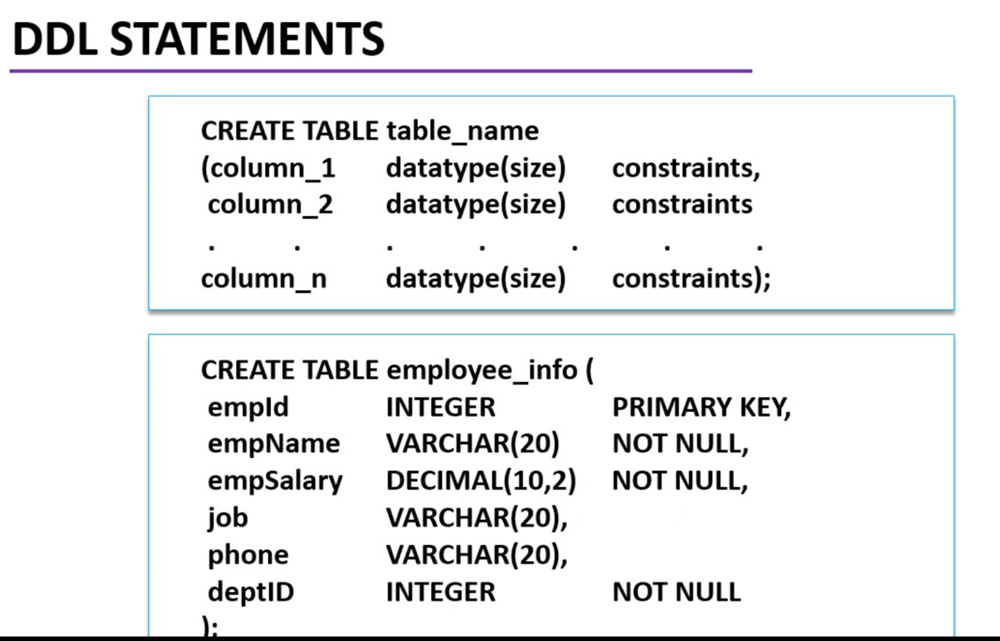 DDL STATEMENTS
CREATE TABLE table_name
(column_1 datatype(size) constraints,
column_2 datatype(size) constraints
. . . . . . .
column_n datatype(size) constraints);
CREATE TABLE employee_info (
empId INTEGER PRIMARY KEY,
empName VARCHAR(20) NOT NULL,
empSalary DECIMAL(10,2) NOT NULL,
job VARCHAR(20),
phone VARCHAR(20),
deptID INTEGER NOT NULL
);